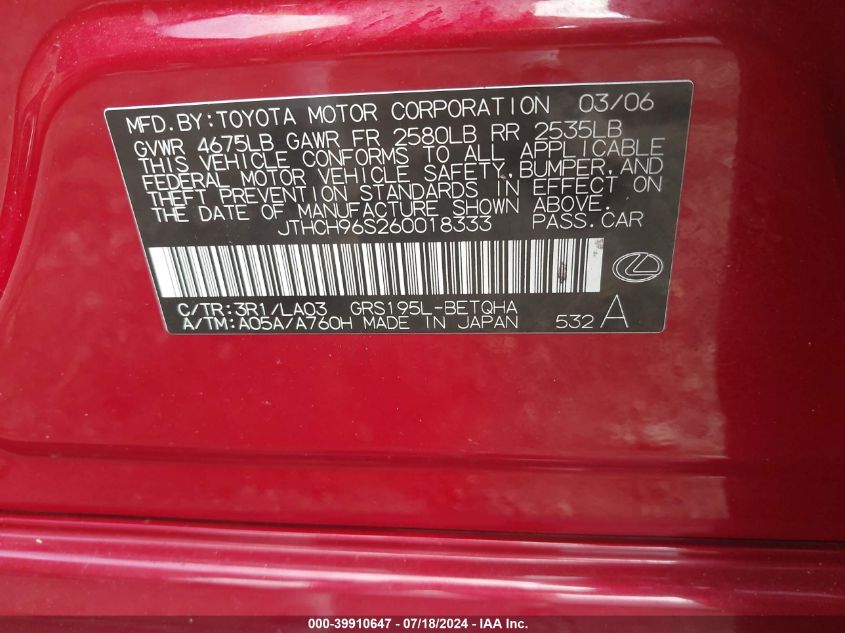 MFD.BY:TOYOTA MOTOR CORPORATION 03/06
GVWR 4675LB GAWR FR 2580LB RR 2535LB
THIS VEHICLE CONFORMS TO ALL APPLICABLE
FEDERAL MOTOR VEHICLE SAFETY,BUMPER,AND
THEFT PREVENTION STANDARDS IN EFFECT ON
THE DATE OF MANUFACTURE SHOWN ABOVE.
JTHCH96S260018333 PASS.CAR
C/TR:3R1/LA03 GRS195L-BETQHA
A/TM:A05A/A760H MADE IN JAPAN 532 A
000-39910647 / 07/18/2024 - IAA Inc.